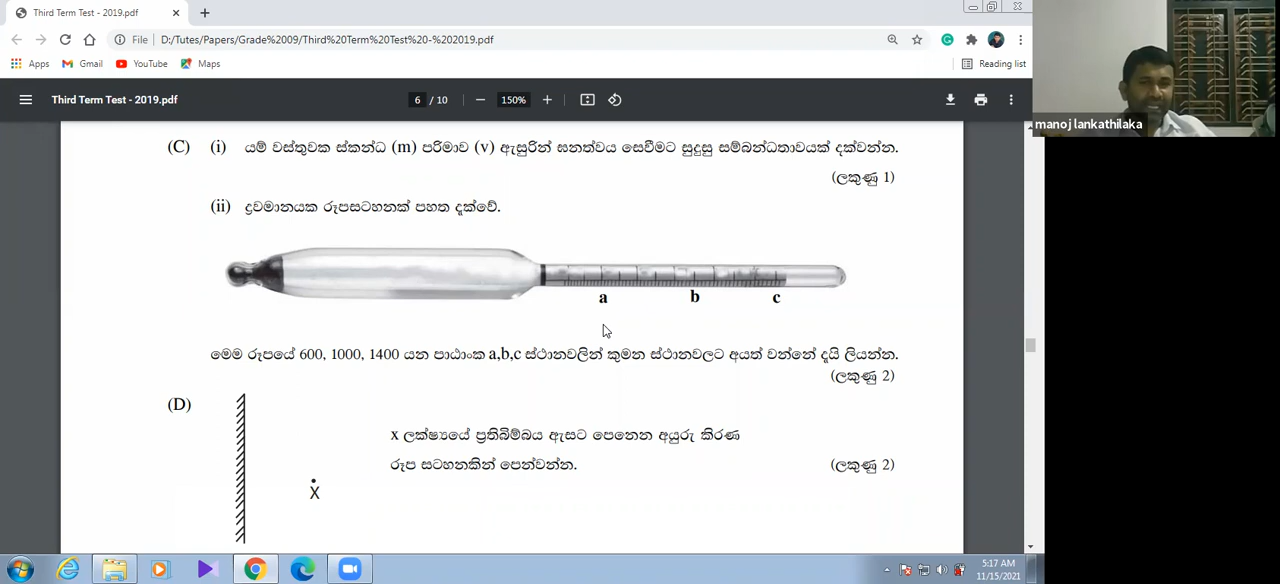 Third Term Test - 2019.pdf
File
D:/Tutes/Papers/Grade%2009/Third%20Term%20Test%20-%202019.pdf
Apps
Gmail
YouTube
Maps
Reading list
Third Term Test - 2019.pdf
6 / 10
150%
manoj lankathilaka
(C) (i) යම් වස්තුවක ස්කන්ධ (m) පරිමාව (v) ඇසුරින් ඝනත්වය සෙවීමට සුදුසු සම්බන්ධතාවයක් දක්වන්න.
(ලකුණු 1)
(ii) ද්‍රවමානයක රූපසටහනක් පහත දැක්වේ.
a b c
මෙම රූපයේ 600, 1000, 1400 යන පාඨාංක a,b,c ස්ථානවලින් කුමන ස්ථානවලට අයත් වන්නේ දැයි ලියන්න.
(ලකුණු 2)
(D)
x ලක්ෂ්‍යයේ ප්‍රතිබිම්බය ඇසට පෙනෙන අයුරු කිරණ
රූප සටහනකින් පෙන්වන්න.
(ලකුණු 2)
X
5:17 AM
11/15/2021